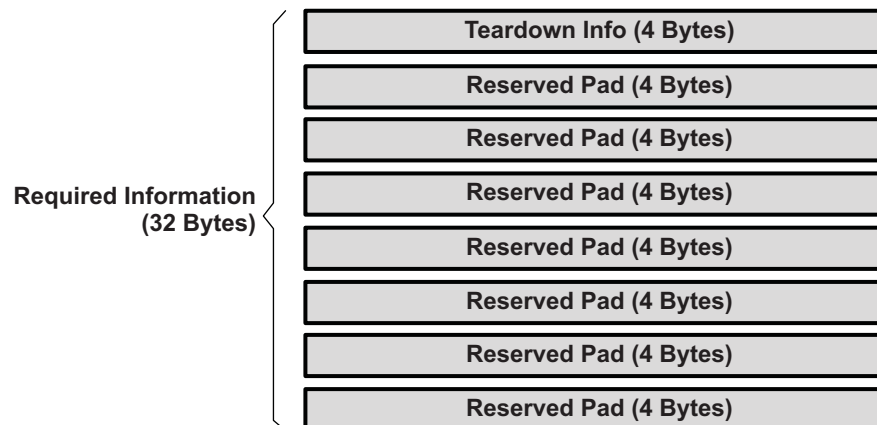 Teardown Info (4 Bytes)
Reserved Pad (4 Bytes)
Reserved Pad (4 Bytes)
Reserved Pad (4 Bytes)
Required Information
(32 Bytes)
Reserved Pad (4 Bytes)
Reserved Pad (4 Bytes)
Reserved Pad (4 Bytes)
Reserved Pad (4 Bytes)